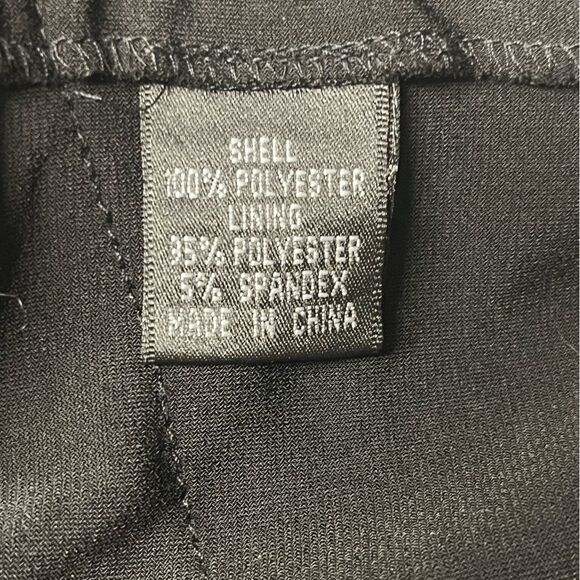 SHELL
100% POLYESTER
LINING
95% POLYESTER
5% SPANDEX
MADE IN CHINA